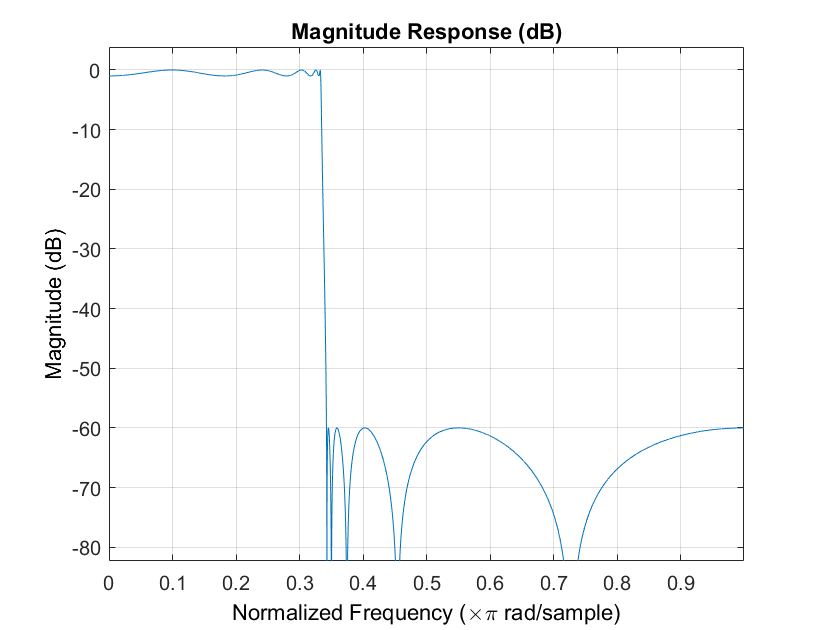 Magnitude Response (dB)
Magnitude (dB)
0
-10
-20
-30
-40
-50
-60
-70
-80
0 0.1 0.2 0.3 0.4 0.5 0.6 0.7 0.8 0.9
Normalized Frequency (×π rad/sample)